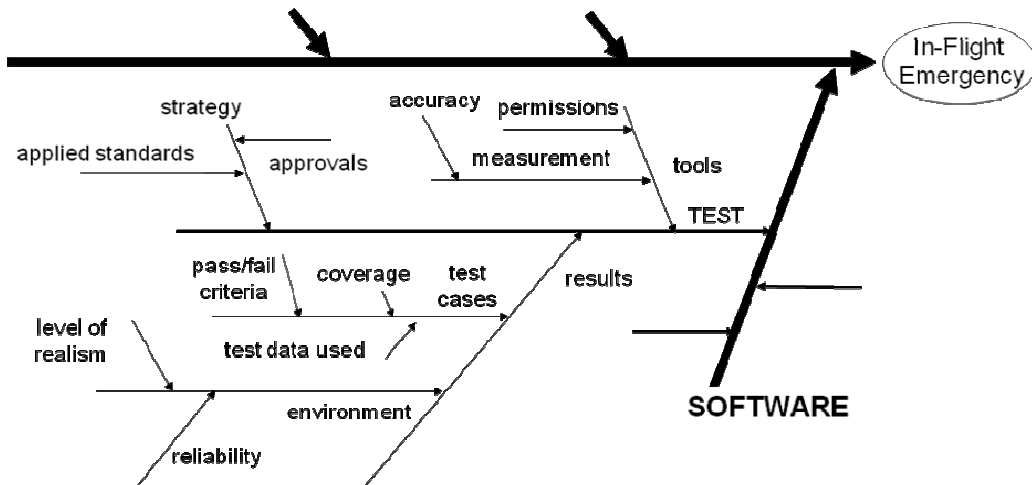 In-Flight
Emergency
strategy
accuracy
permissions
applied standards
approvals
measurement
tools
TEST
pass/fail
criteria
coverage
test
cases
results
level of
realism
test data used
environment
SOFTWARE
reliability